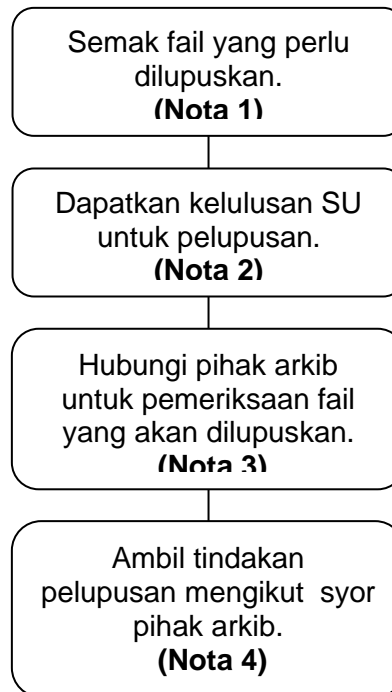 Semak fail yang perlu
dilupuskan.
(Nota 1)
Dapatkan kelulusan SU
untuk pelupusan.
(Nota 2)
Hubungi pihak arkib
untuk pemeriksaan fail
yang akan dilupuskan.
(Nota 3)
Ambil tindakan
pelupusan mengikut syor
pihak arkib.
(Nota 4)